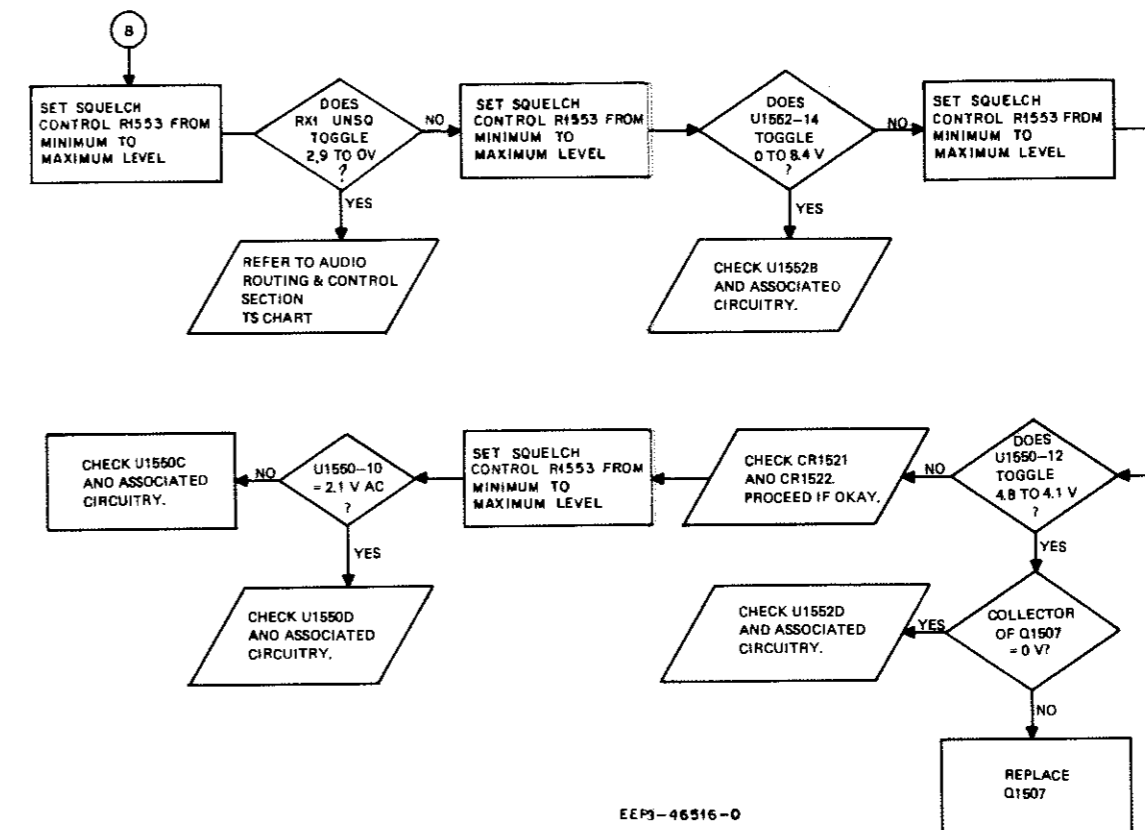 8
SET SQUELCH
CONTROL R1553 FROM
MINIMUM TO
MAXIMUM LEVEL
DOES
RX1 UNSQ
TOGGLE
2.9 TO 0V
?
NO
YES
REFER TO AUDIO
ROUTING & CONTROL
SECTION
TS CHART
SET SQUELCH
CONTROL R1553 FROM
MINIMUM TO
MAXIMUM LEVEL
DOES
U1552-14
TOGGLE
0 TO 8.4 V
?
NO
YES
CHECK U1552B
AND ASSOCIATED
CIRCUITRY.
SET SQUELCH
CONTROL R1553 FROM
MINIMUM TO
MAXIMUM LEVEL
DOES
U1550-12
TOGGLE
4.8 TO 4.1 V
?
NO
YES
CHECK CR1521
AND CR1522.
PROCEED IF OKAY.
SET SQUELCH
CONTROL R1553 FROM
MINIMUM TO
MAXIMUM LEVEL
U1550-10
= 2.1 V AC
?
NO
YES
CHECK U1550C
AND ASSOCIATED
CIRCUITRY.
CHECK U1550D
AND ASSOCIATED
CIRCUITRY.
COLLECTOR
OF Q1507
= 0 V?
YES
NO
CHECK U1552D
AND ASSOCIATED
CIRCUITRY.
REPLACE
Q1507
EEPS-46516-O